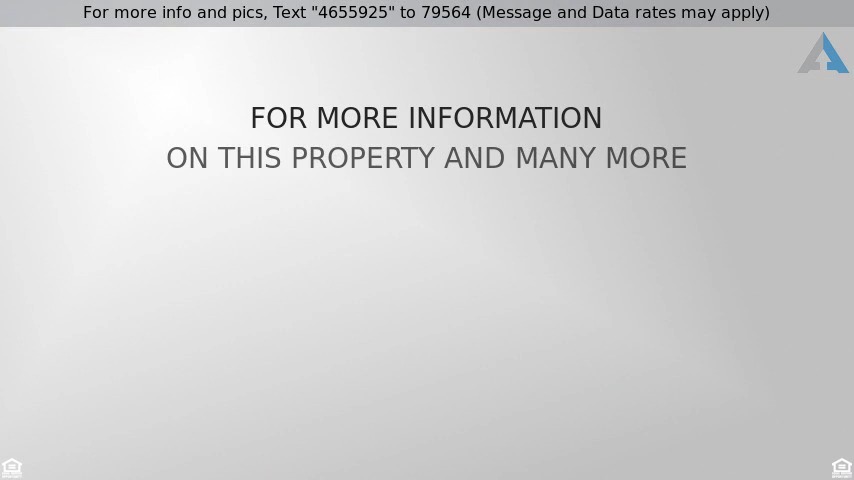 For more info and pics, Text "4655925" to 79564 (Message and Data rates may apply)
FOR MORE INFORMATION
ON THIS PROPERTY AND MANY MORE